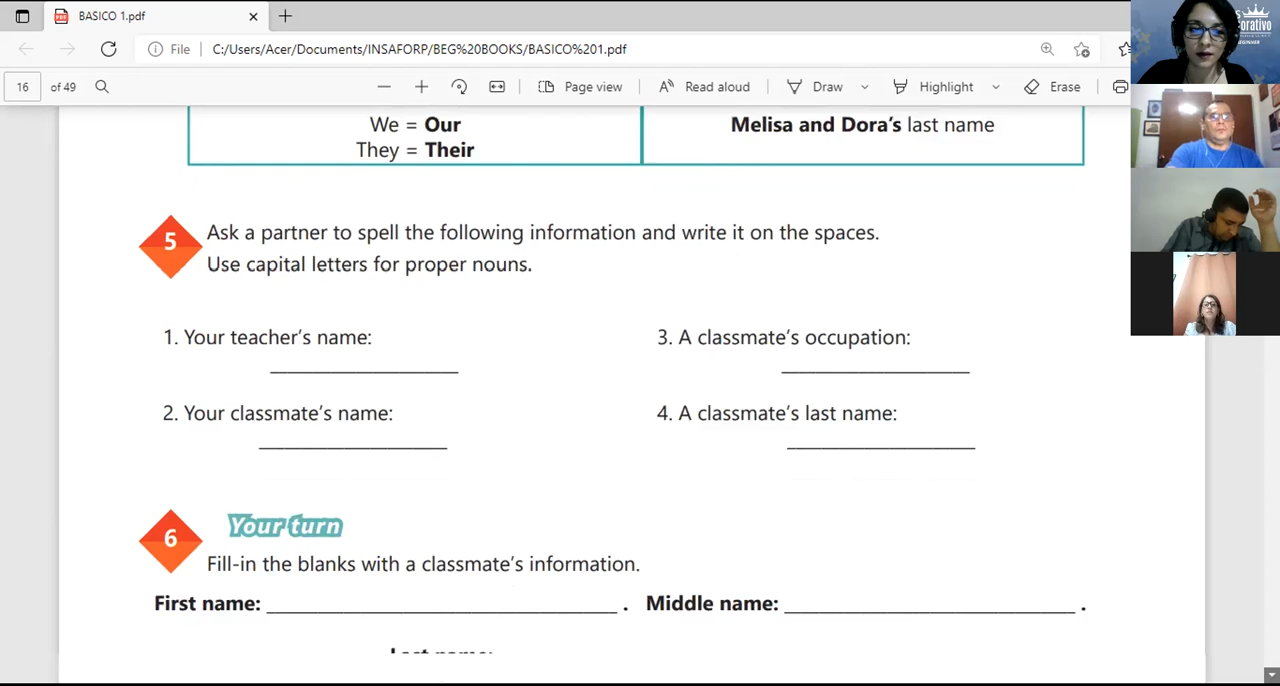 BASICO 1.pdf
File
C:/Users/Acer/Documents/INSAFORP/BEG%20BOOKS/BASICO%201.pdf
16 of 49
Page view
Read aloud
Draw
Highlight
Erase
We = Our
They = Their
Melisa and Dora's last name
5
Ask a partner to spell the following information and write it on the spaces.
Use capital letters for proper nouns.
1. Your teacher's name:
3. A classmate's occupation:
2. Your classmate's name:
4. A classmate's last name:
6
Your turn
Fill-in the blanks with a classmate's information.
First name: ______________________________ . Middle name: _________________________ .
Last name: